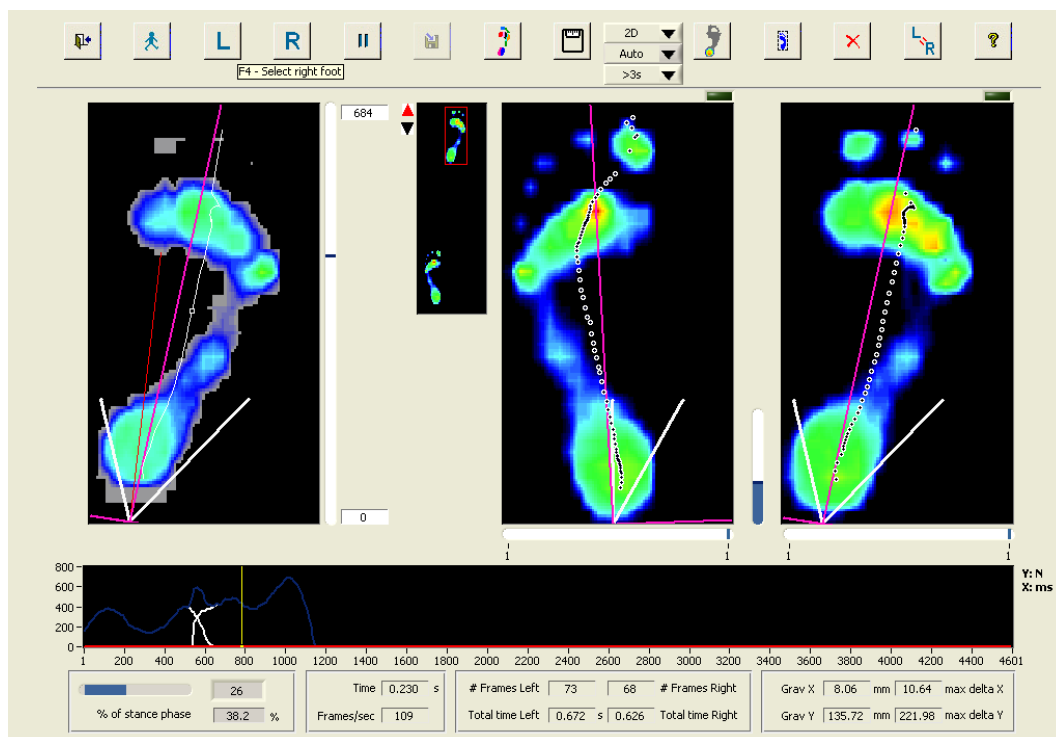 L R
2D
Auto
>3s
L R
?
F4 - Select right foot
684
0
1 1 1 1
800
600
400
200
0
Y: N
X: ms
1 200 400 600 800 1000 1200 1400 1600 1800 2000 2200 2400 2600 2800 3000 3200 3400 3600 3800 4000 4200 4400 4601
26
% of stance phase 38.2 %
Time 0.230 s
Frames/sec 109
# Frames Left 73 68 # Frames Right
Total time Left 0.672 s 0.626 Total time Right
Grav X 8.06 mm 10.64 max delta X
Grav Y 135.72 mm 221.98 max delta Y